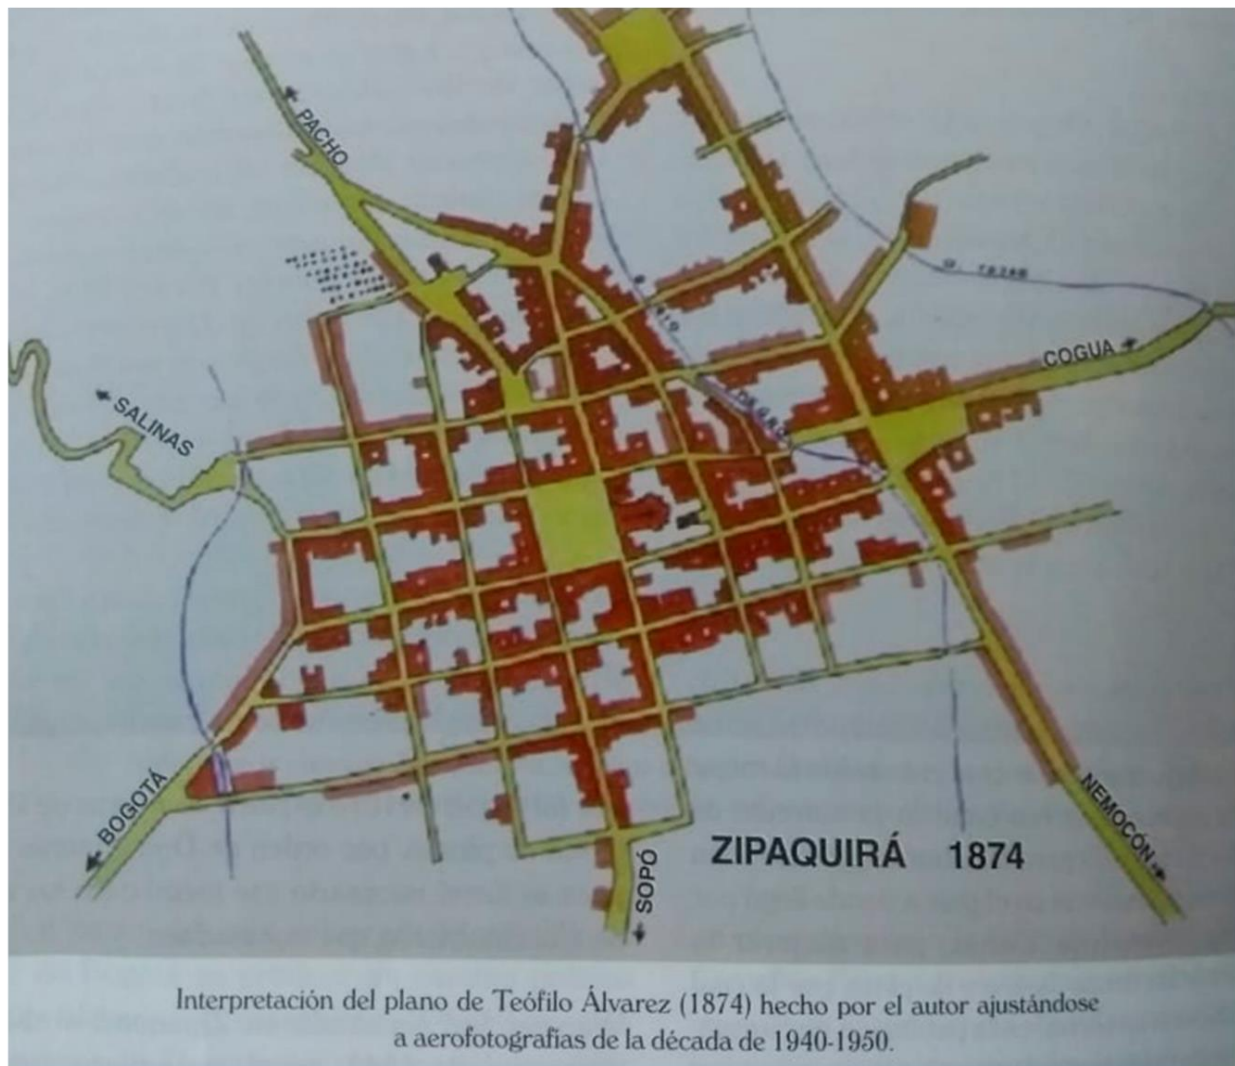 PACHO
SALINAS
COGUA
RIO
BOGOTÁ
SOPÓ
NEMOCÓN
ZIPAQUIRÁ 1874
Interpretación del plano de Teófilo Álvarez (1874) hecho por el autor ajustándose
a aerofotografías de la década de 1940-1950.